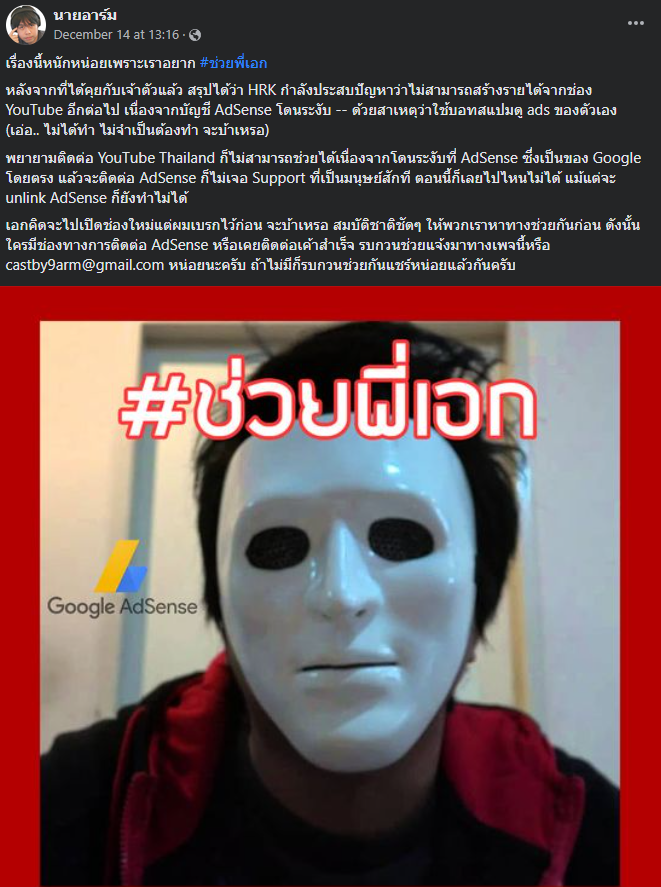 นายอาร์ม
December 14 at 13:16 ·
เรื่องนี้หนักหน่อยเพราะเราอยาก #ช่วยพี่เอก
หลังจากที่ได้คุยกับเจ้าตัวแล้ว สรุปได้ว่า HRK กำลังประสบปัญหาว่าไม่สามารถสร้างรายได้จากช่อง
YouTube อีกต่อไป เนื่องจากบัญชี AdSense โดนระงับ -- ด้วยสาเหตุว่าใช้บอทสแปมดู ads ของตัวเอง
(เอ่อ.. ไม่ได้ทำ ไม่จำเป็นต้องทำ จะบ้าเหรอ)
พยายามติดต่อ YouTube Thailand ก็ไม่สามารถช่วยได้เนื่องจากโดนระงับที่ AdSense ซึ่งเป็นของ Google
โดยตรง แล้วจะติดต่อ AdSense ก็ไม่เจอ Support ที่เป็นมนุษย์สักที ตอนนี้ก็เลยไปไหนไม่ได้ แม้แต่จะ
unlink AdSense ก็ยังทำไม่ได้
เอกคิดจะไปเปิดช่องใหม่แต่ผมเบรกไว้ก่อน จะบ้าเหรอ สมบัติชาติชัดๆ ให้พวกเราหาทางช่วยกันก่อน ดังนั้น
ใครมีช่องทางการติดต่อ AdSense หรือเคยติดต่อเค้าสำเร็จ รบกวนช่วยแจ้งมาทางเพจนี้หรือ
castby9arm@gmail.com หน่อยนะครับ ถ้าไม่มีก็รบกวนช่วยกันแชร์หน่อยแล้วกันครับ
#ช่วยพี่เอก
Google AdSense